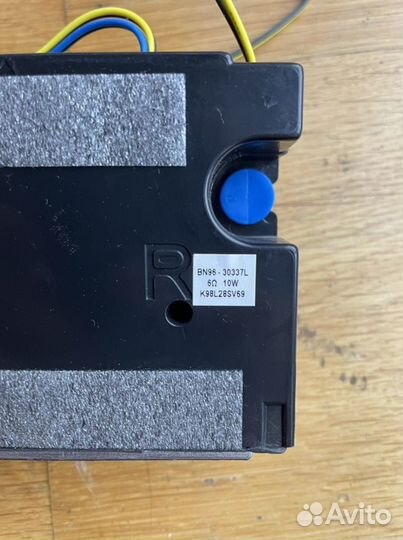 R
BN96-30337L
6Ω 10W
K98L28SV69
Avito